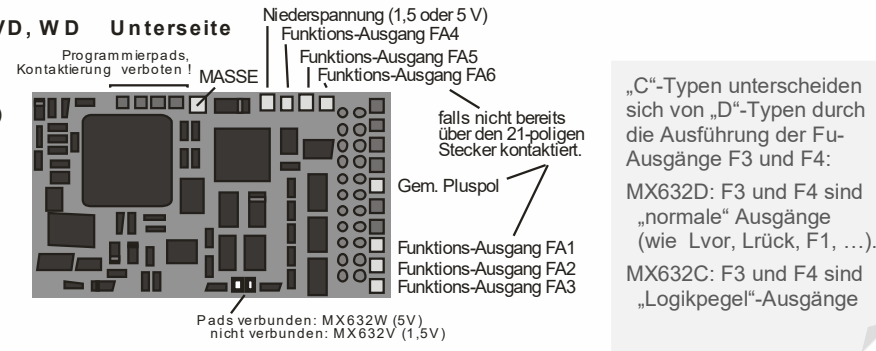 VD, WD Unterseite
Niederspannung (1,5 oder 5 V)
Funktions-Ausgang FA4
Programmierpads,
Kontaktierung verboten !
MASSE
Funktions-Ausgang FA5
Funktions-Ausgang FA6
falls nicht bereits
über den 21-poligen
Stecker kontaktiert.
Gem. Pluspol
Funktions-Ausgang FA1
Funktions-Ausgang FA2
Funktions-Ausgang FA3
Pads verbunden: MX632W (5V)
nicht verbunden: MX632V (1,5V)
„C“-Typen unterscheiden
sich von „D“-Typen durch
die Ausführung der Fu-
Ausgänge F3 und F4:
MX632D: F3 und F4 sind
„normale“ Ausgänge
(wie Lvor, Lrück, F1, …).
MX632C: F3 und F4 sind
„Logikpegel“-Ausgänge